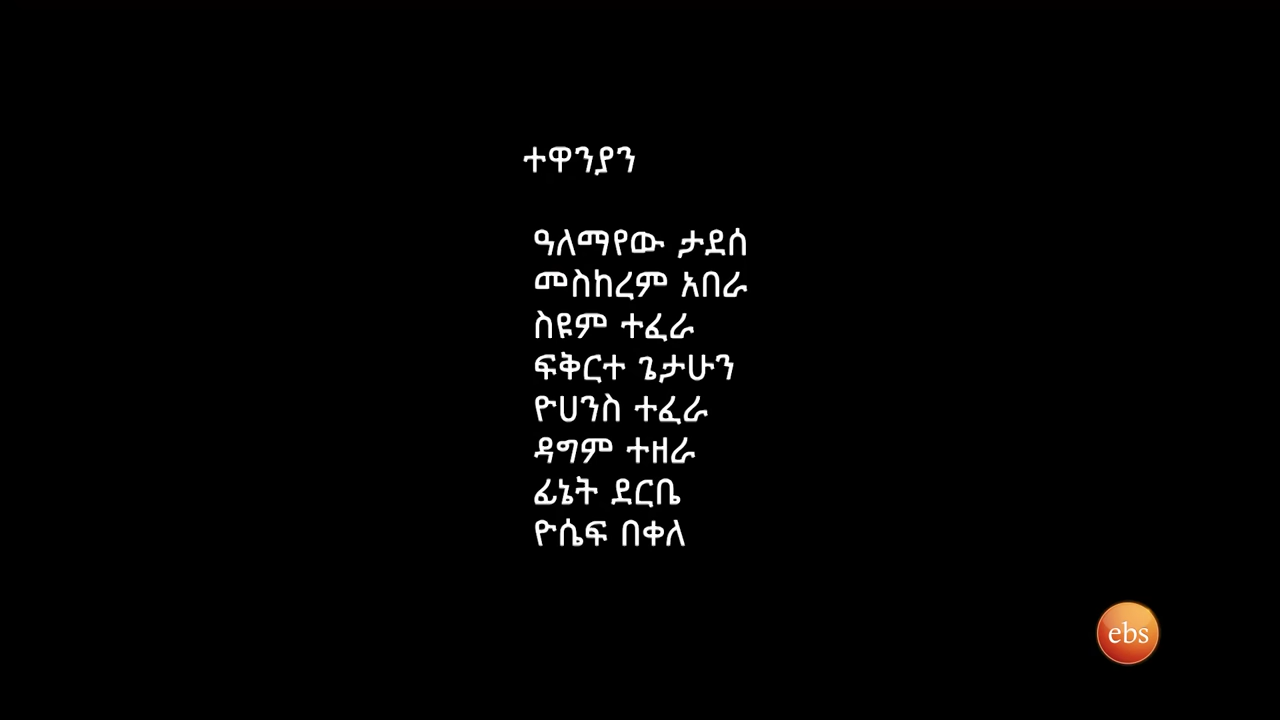 ተዋንያን
ዓለማየው ታደሰ
መስከረም አበራ
ስዩም ተፈራ
ፍቅርተ ጌታሁን
ዮሀንስ ተፈራ
ዳግም ተዘራ
ፊኔት ደርቤ
ዮሴፍ በቀለ
ebs